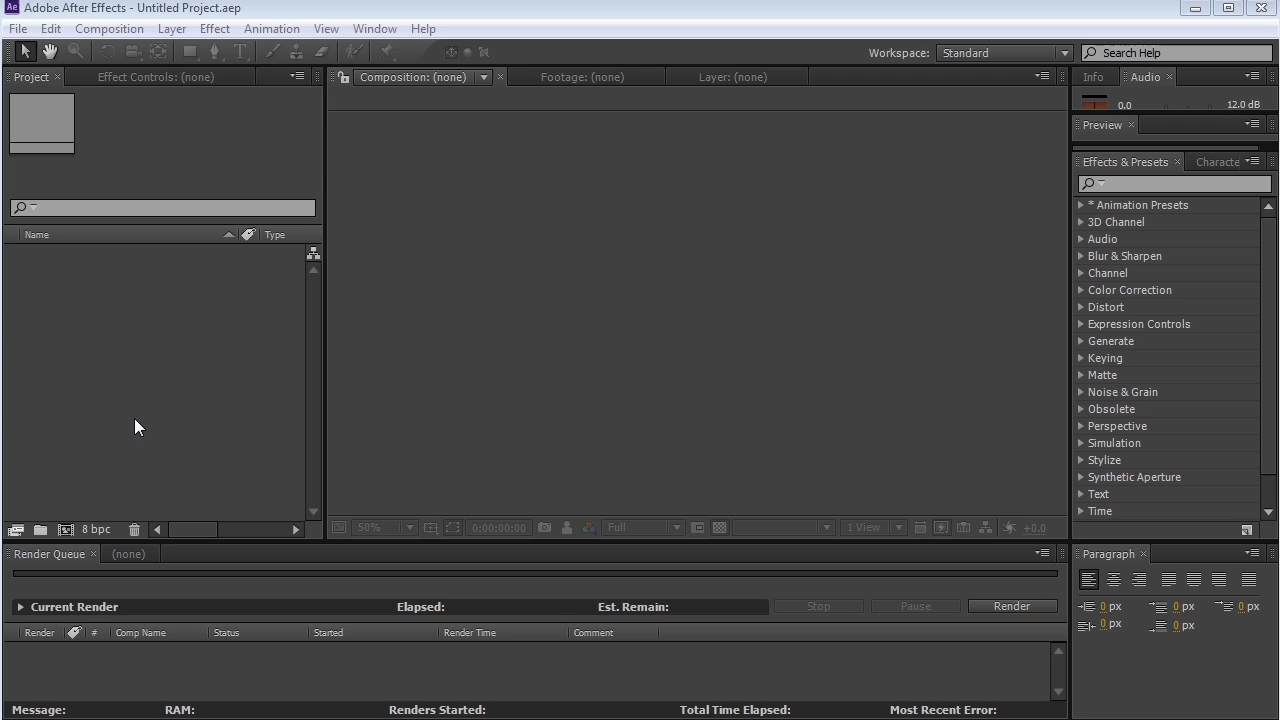 Ae Adobe After Effects - Untitled Project.aep
File Edit Composition Layer Effect Animation View Window Help
Workspace: Standard Search Help
Project Effect Controls: (none) Composition: (none) Footage: (none) Layer: (none) Info Audio
0.0 12.0 dB
Preview
Effects & Presets Characte
Name Type
* Animation Presets
3D Channel
Audio
Blur & Sharpen
Channel
Color Correction
Distort
Expression Controls
Generate
Keying
Matte
Noise & Grain
Obsolete
Perspective
Simulation
Stylize
Synthetic Aperture
Text
Time
8 bpc 50% 0:00:00:00 Full 1 View +0.0
Render Queue (none) Paragraph
Current Render Elapsed: Est. Remain: Stop Pause Render
0 px 0 px 0 px
0 px 0 px
Render # Comp Name Status Started Render Time Comment
Message: RAM: Renders Started: Total Time Elapsed: Most Recent Error: